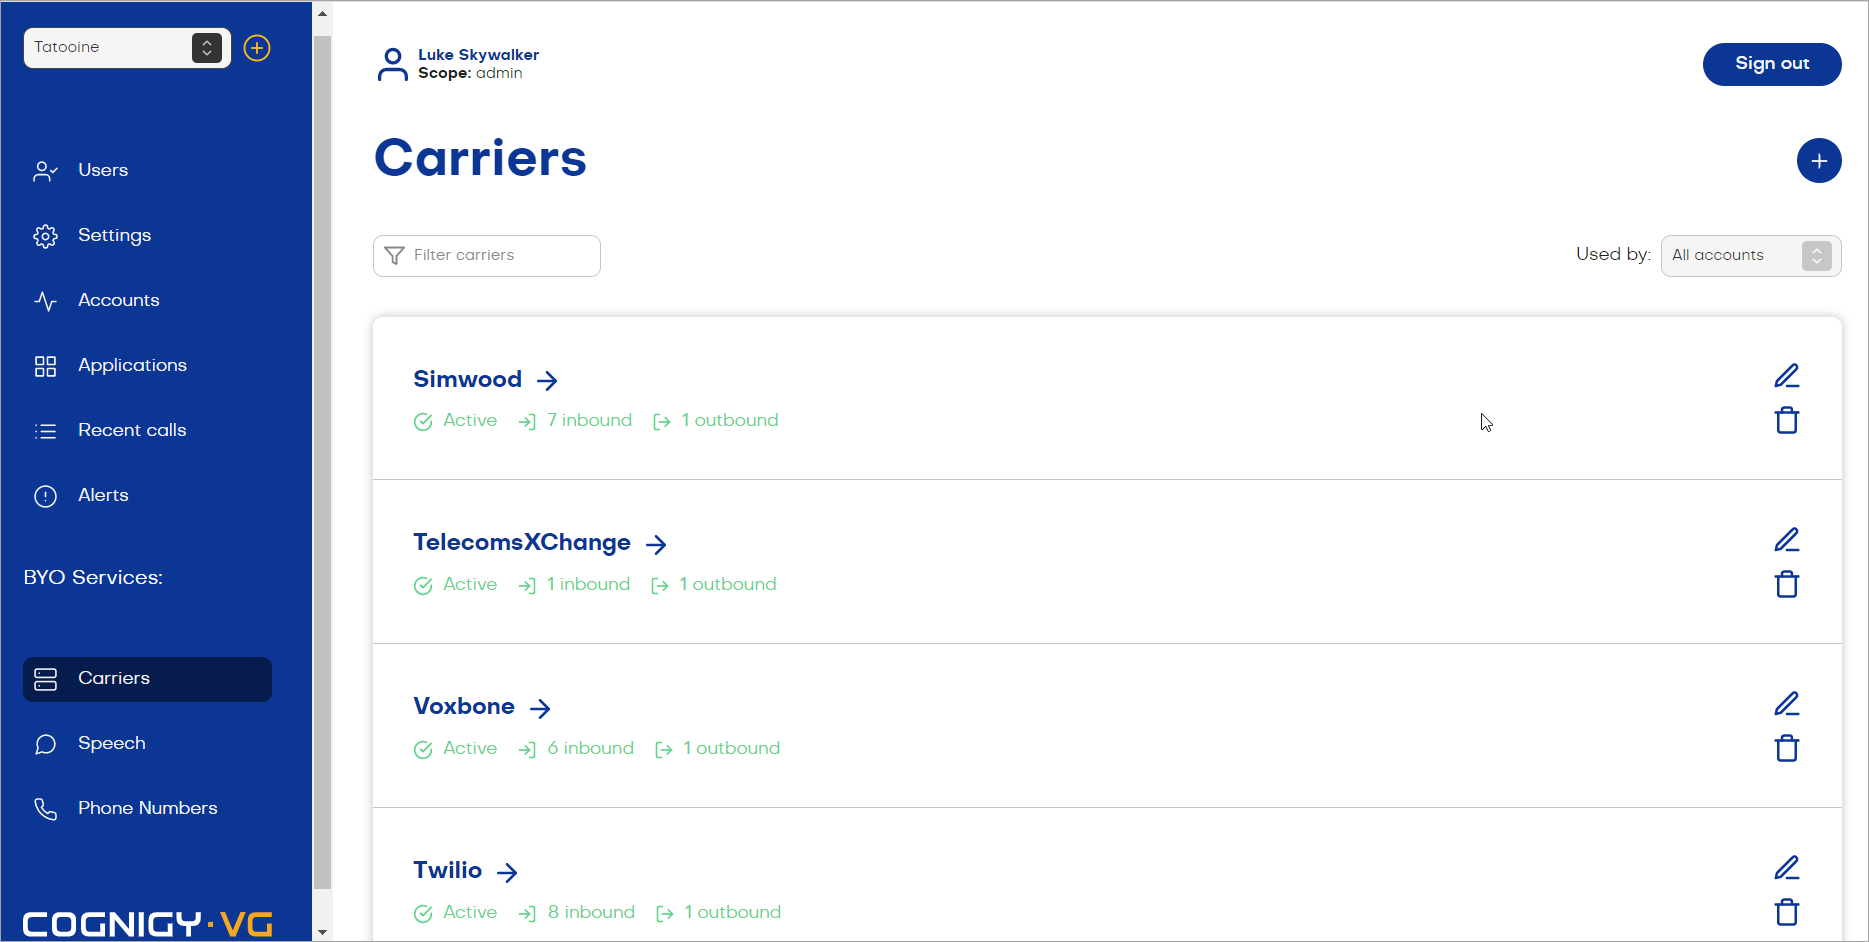 Tatooine
Users
Settings
Accounts
Applications
Recent calls
Alerts
BYO Services:
Carriers
Speech
Phone Numbers
COGNIGY·VG
Luke Skywalker
Scope: admin
Sign out
Carriers
Filter carriers
Used by: All accounts
Simwood
Active 7 inbound 1 outbound
TelecomsXChange
Active 1 inbound 1 outbound
Voxbone
Active 6 inbound 1 outbound
Twilio
Active 8 inbound 1 outbound